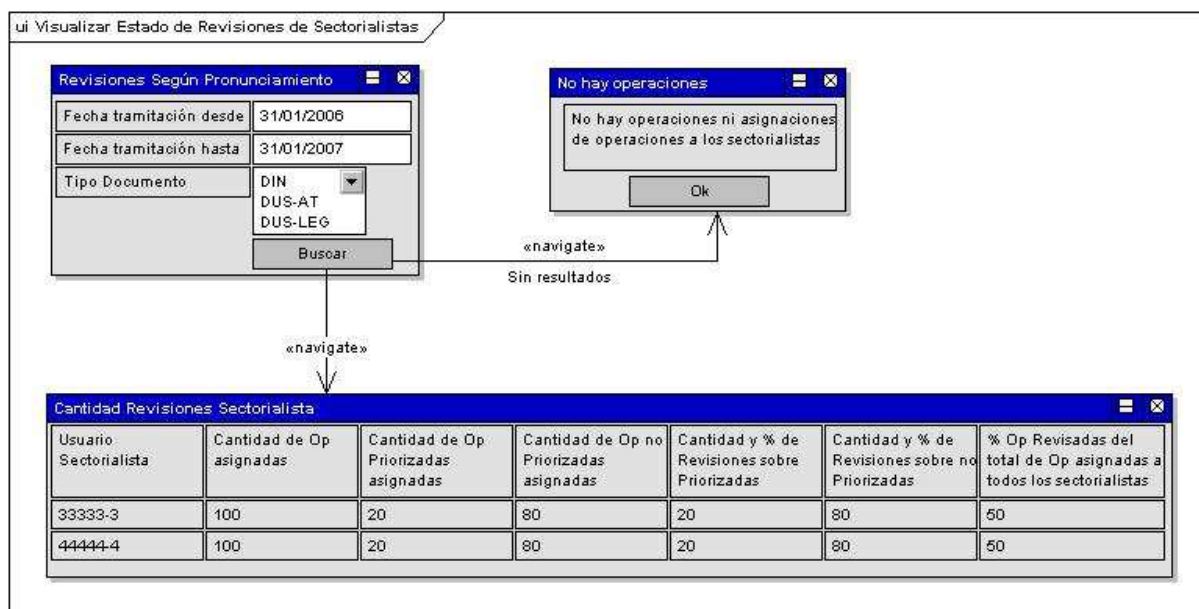 ui Visualizar Estado de Revisiones de Sectorialistas
Revisiones Según Pronunciamiento
Fecha tramitación desde 31/01/2006
Fecha tramitación hasta 31/01/2007
Tipo Documento DIN
DUS-AT
DUS-LEG
Buscar
No hay operaciones
No hay operaciones ni asignaciones
de operaciones a los sectorialistas
Ok
«navigate»
Sin resultados
«navigate»
Cantidad Revisiones Sectorialista
Usuario
Sectorialista
Cantidad de Op
asignadas
Cantidad de Op
Priorizadas
asignadas
Cantidad de Op no
Priorizadas
asignadas
Cantidad y % de
Revisiones sobre
Priorizadas
Cantidad y % de
Revisiones sobre no
Priorizadas
% Op Revisadas del
total de Op asignadas a
todos los sectorialistas
33333-3 100 20 80 20 80 50
44444-4 100 20 80 20 80 50